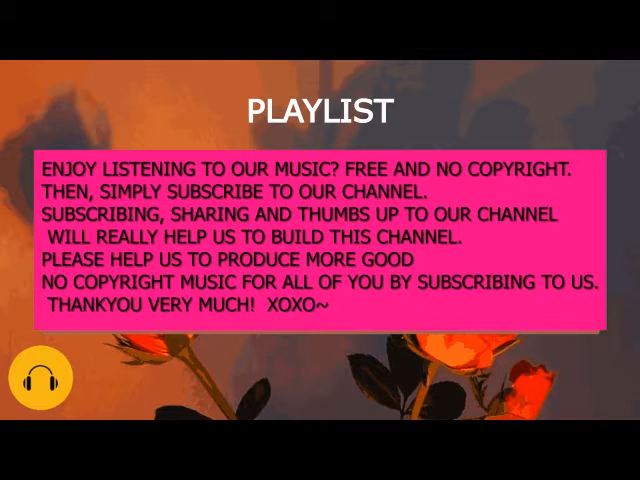 PLAYLIST
ENJOY LISTENING TO OUR MUSIC? FREE AND NO COPYRIGHT.
THEN, SIMPLY SUBSCRIBE TO OUR CHANNEL.
SUBSCRIBING, SHARING AND THUMBS UP TO OUR CHANNEL
WILL REALLY HELP US TO BUILD THIS CHANNEL.
PLEASE HELP US TO PRODUCE MORE GOOD
NO COPYRIGHT MUSIC FOR ALL OF YOU BY SUBSCRIBING TO US.
THANKYOU VERY MUCH!  XOXO~